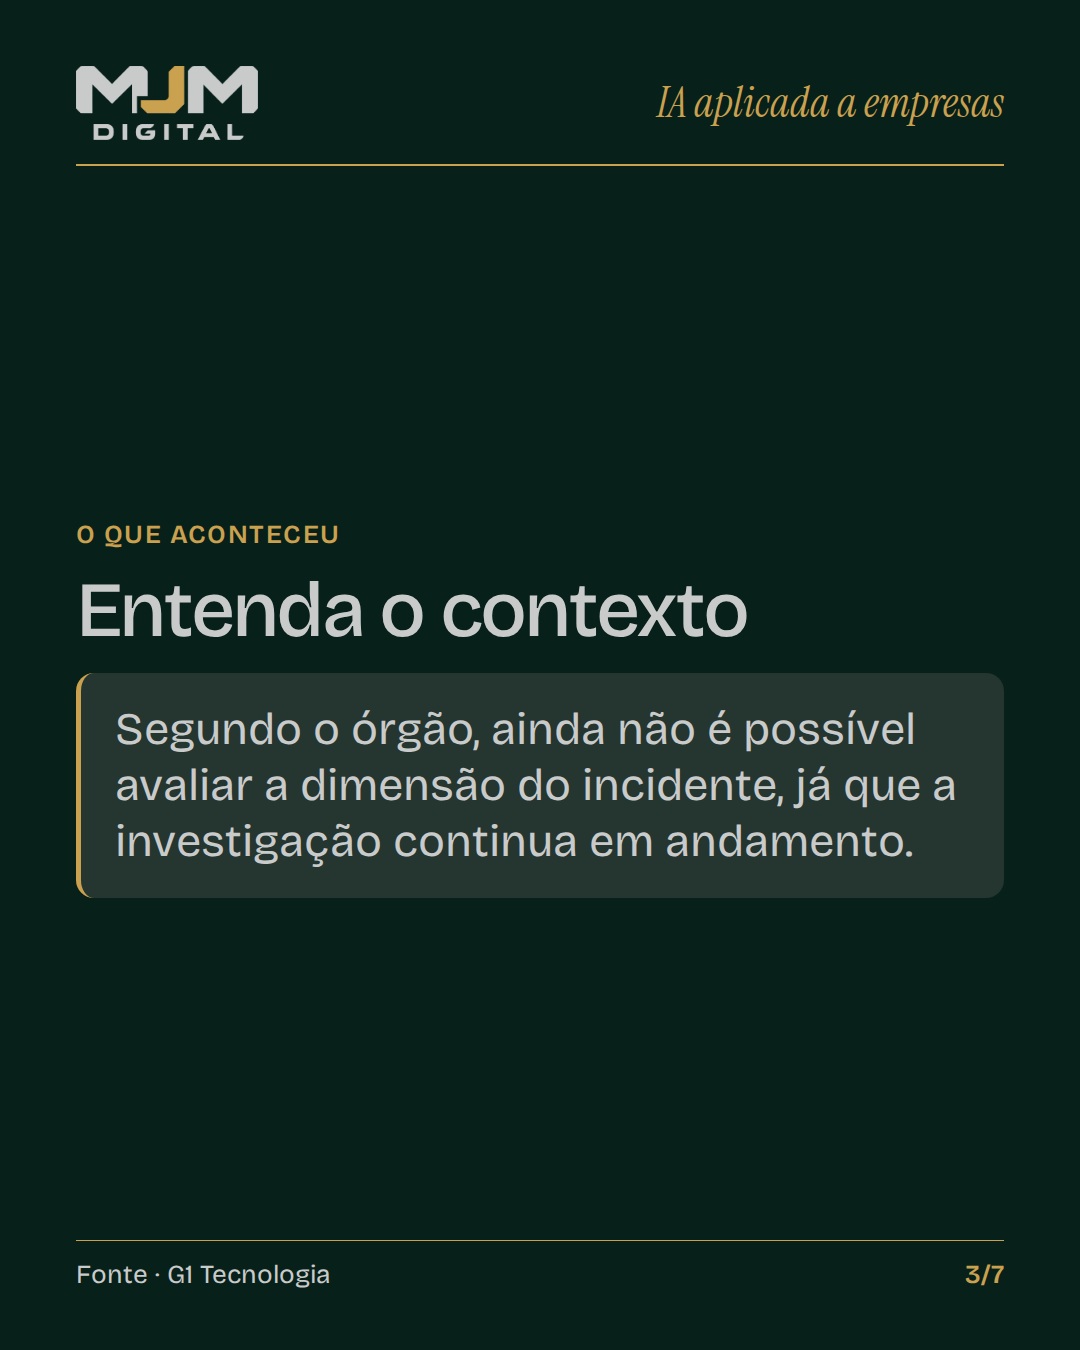 MJM
DIGITAL
IA aplicada a empresas
O QUE ACONTECEU
Entenda o contexto
Segundo o órgão, ainda não é possível
avaliar a dimensão do incidente, já que a
investigação continua em andamento.
Fonte · G1 Tecnologia
3/7